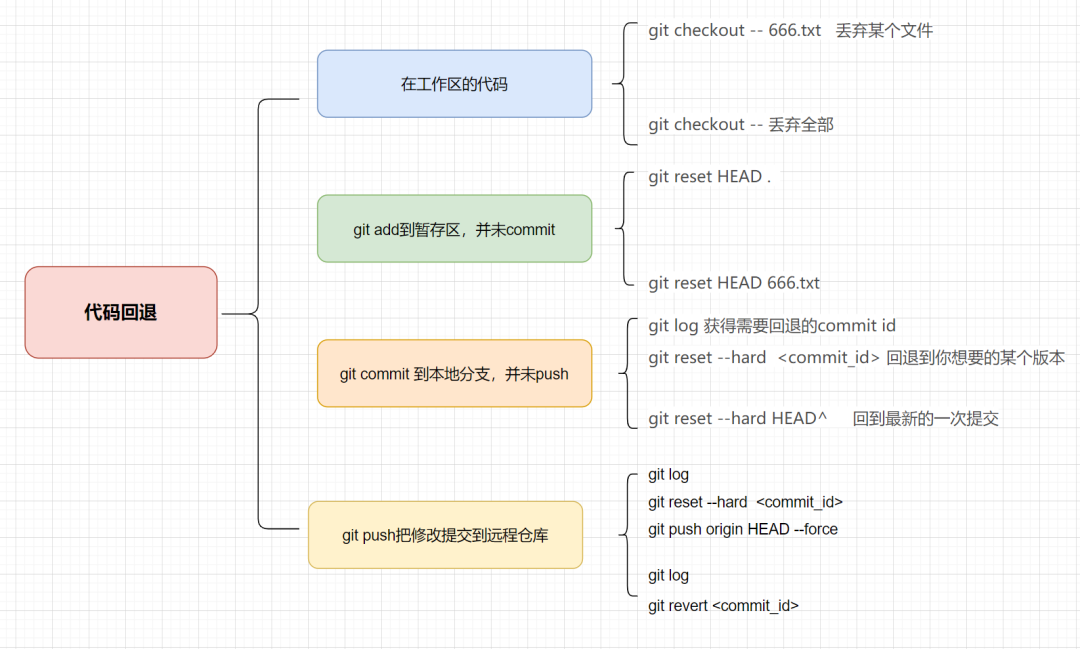 代码回退
在工作区的代码
git checkout -- 666.txt 丢弃某个文件
git checkout -- 丢弃全部
git add到暂存区，并未commit
git reset HEAD .
git reset HEAD 666.txt
git commit 到本地分支，并未push
git log 获得需要回退的commit id
git reset --hard <commit_id> 回退到你想要的某个版本
git reset --hard HEAD^ 回到最新的一次提交
git push把修改提交到远程仓库
git log
git reset --hard <commit_id>
git push origin HEAD --force
git log
git revert <commit_id>